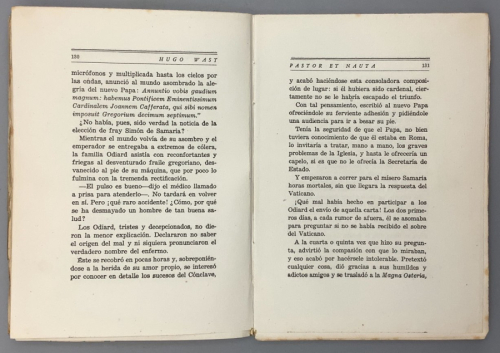 130 HUGO WAST
micrófonos y multiplicada hasta los cielos por
las ondas, anunció al mundo asombrado la ale-
gría del nuevo Papa: Annuntio vobis gaudium
magnum: habemus Pontificem Eminentissimum
Cardinalem Joannem Cafferata, qui sibi nomen
imposuit Gregorium decimum septimum."
¿No había, pues, sido verdad la noticia de la
elección de fray Simón de Samaria?
Mientras el mundo volvía de su asombro y el
emperador se entregaba a extremos de cólera,
la familia Odiard asistía con reconfortantes y
friegas al desventurado fraile gregoriano, des-
vanecido al pie de su máquina, que por poco lo
fulmina con la tremenda rectificación.
—El pulso es bueno—dijo el médico llamado
a prisa para atenderlo—. No tardará en volver
en sí. Pero ¡qué raro accidente! ¿Cómo, por qué
se ha desmayado un hombre de tan buena sa-
lud?
Los Odiard, tristes y decepcionados, no die-
ron la menor explicación. Declararon no saber
el origen del mal y ni siquiera pronunciaron el
verdadero nombre del enfermo.
Este se recobró en pocas horas y, sobreponién-
dose a la herida de su amor propio, se interesó
por conocer en detalle los sucesos del Cónclave,
PASTOR ET NAUTA 131
y acabó haciéndose esta consoladora composi-
ción de lugar: si él hubiera sido cardenal, cier-
tamente no se le habría escapado el triunfo.
Con tal pensamiento, escribió al nuevo Papa
ofreciéndole su ferviente adhesión y pidiéndole
una audiencia para ir a besar su pie.
Tenía la seguridad de que el Papa, no bien
tuviera conocimiento de que él estaba en Roma,
lo invitaría a tratar, mano a mano, los graves
problemas de la Iglesia, y hasta le ofrecería un
capelo, si es que no le ofrecía la Secretaría de
Estado.
Y empezaron a correr para el mísero Samaria
horas mortales, sin que llegara la respuesta del
Vaticano.
¡Qué mal había hecho en participar a los
Odiard el envío de aquella carta! Los dos prime-
ros días, a cada rumor de afuera, él se asomaba
para preguntar si no se había recibido el sobre
del Vaticano.
A la cuarta o quinta vez que hizo su pregun-
ta, advirtió la compasión con que lo miraban,
y eso acabó por hacérsele intolerable. Pretextó
cualquier cosa, dió gracias a sus humildes y
adictos amigos y se trasladó a la Magna Osteria,